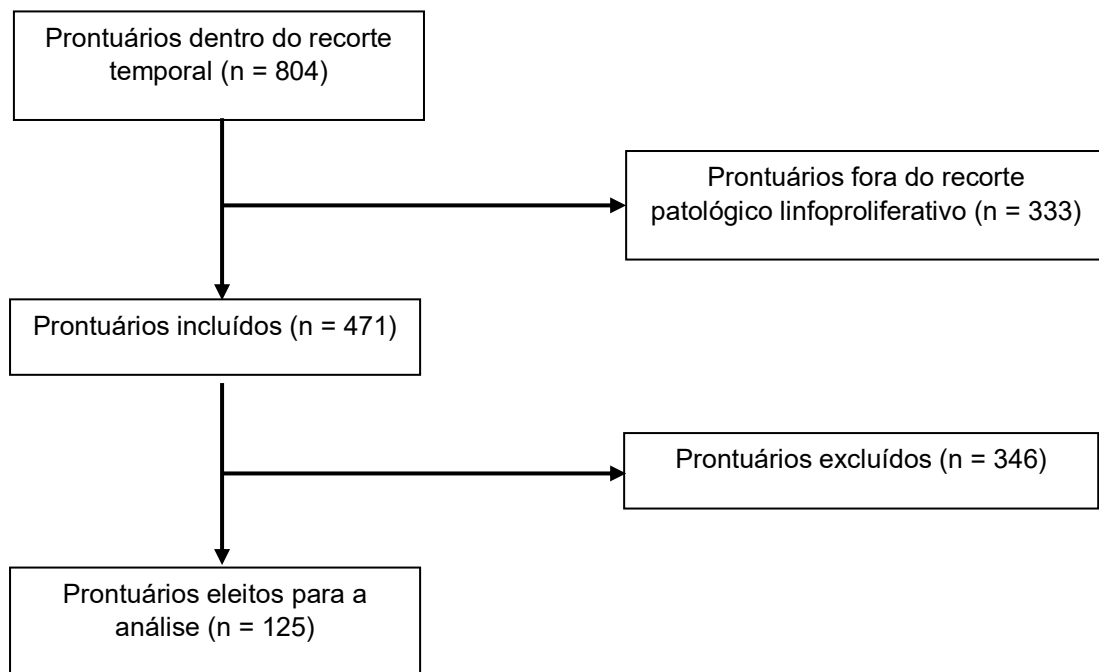 Prontuários dentro do recorte
temporal (n = 804)
Prontuários fora do recorte
patológico linfoproliferativo (n = 333)
Prontuários incluídos (n = 471)
Prontuários excluídos (n = 346)
Prontuários eleitos para a
análise (n = 125)